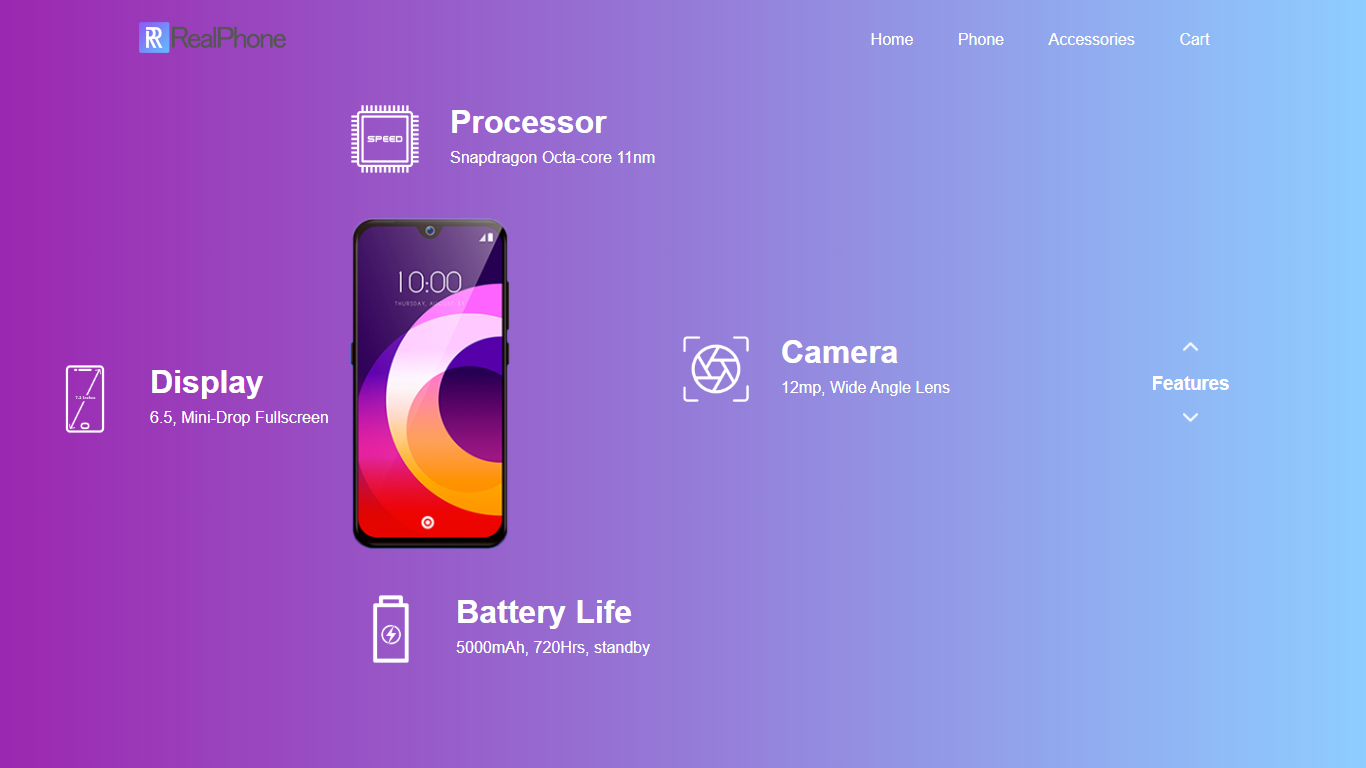 RealPhone
Home
Phone
Accessories
Cart
SPEED
Processor
Snapdragon Octa-core 11nm
10:00
Display
6.5, Mini-Drop Fullscreen
Camera
12mp, Wide Angle Lens
Features
Battery Life
5000mAh, 720Hrs, standby